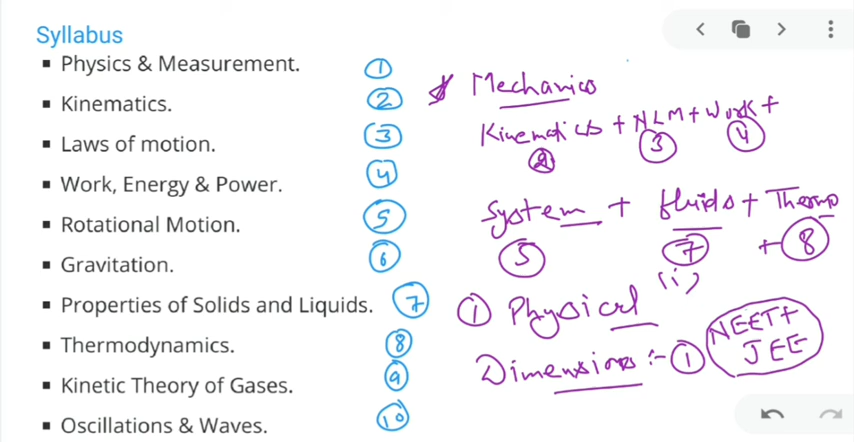 Syllabus
▪ Physics & Measurement. ①
▪ Kinematics. ②
▪ Laws of motion. ③
▪ Work, Energy & Power. ④
▪ Rotational Motion. ⑤
▪ Gravitation. ⑥
▪ Properties of Solids and Liquids. ⑦
▪ Thermodynamics. ⑧
▪ Kinetic Theory of Gases. ⑨
▪ Oscillations & Waves. ⑩
Mechanics
Kinematics + NLM + Work +
② ③ ④
System + fluids + Thermo
⑤ ⑦ + ⑧
(i)
① Physical
Dimensions :- ①
NEET +
JEE